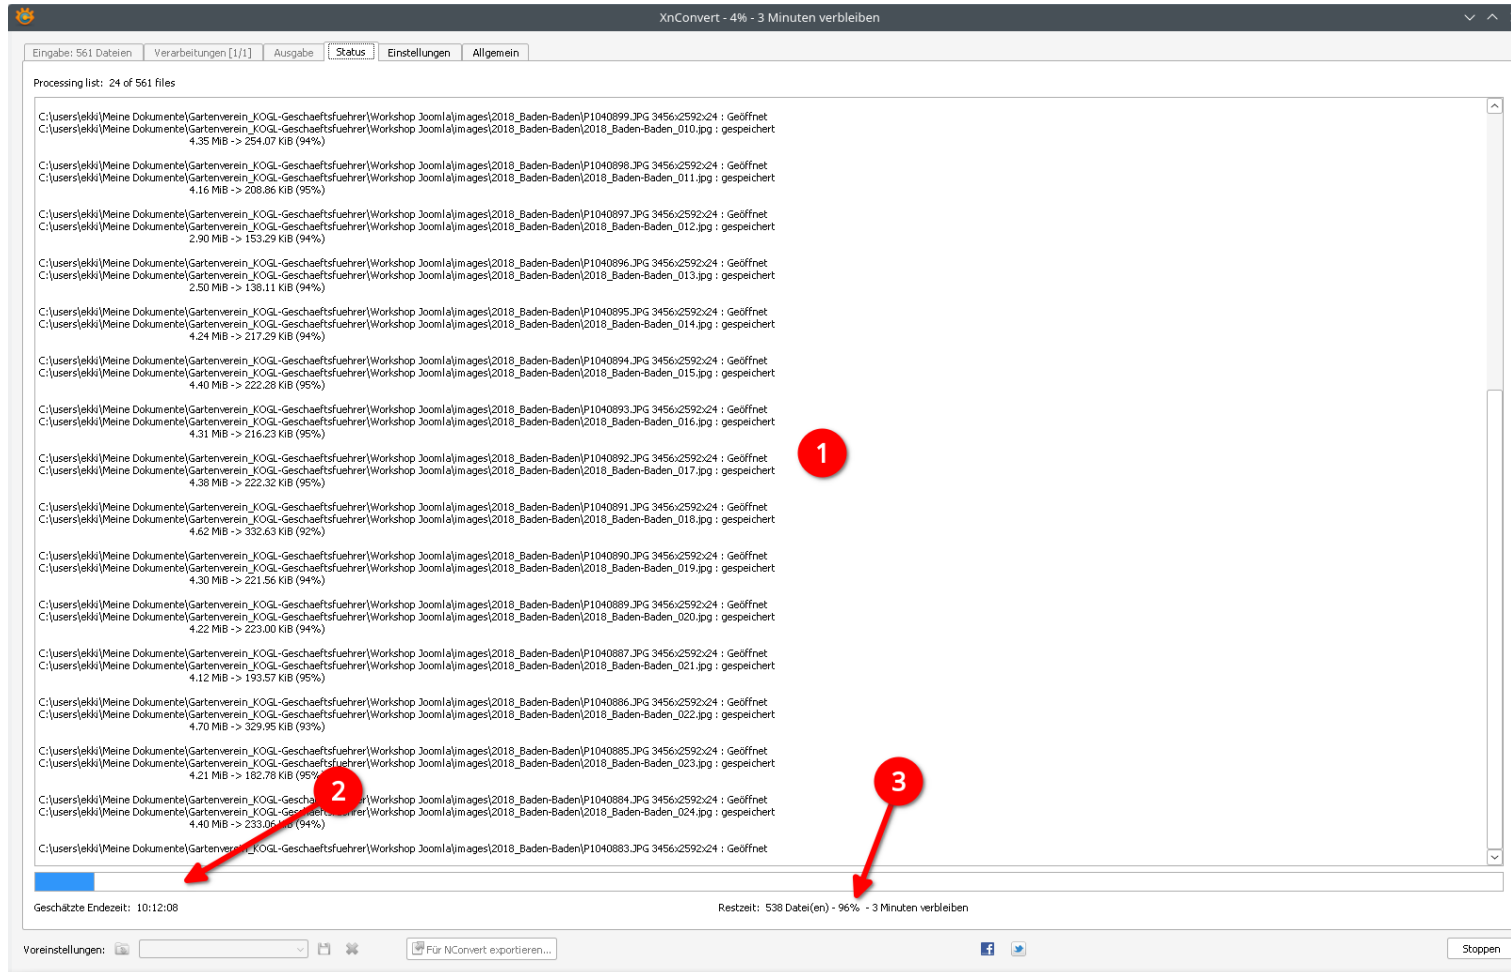 XnConvert - 4% - 3 Minuten verbleiben
Eingabe: 561 Dateien Verarbeitungen [1/1] Ausgabe Status Einstellungen Allgemein
Processing list: 24 of 561 files
C:\users\ekki\Meine Dokumente\Gartenverein_KOGL-Geschaeftsfuehrer\Workshop Joomla\images\2018_Baden-Baden\P1040899.JPG 3456x2592x24 : Geöffnet
C:\users\ekki\Meine Dokumente\Gartenverein_KOGL-Geschaeftsfuehrer\Workshop Joomla\images\2018_Baden-Baden\2018_Baden-Baden_010.jpg : gespeichert
4.35 MiB -> 254.07 KiB (94%)
C:\users\ekki\Meine Dokumente\Gartenverein_KOGL-Geschaeftsfuehrer\Workshop Joomla\images\2018_Baden-Baden\P1040898.JPG 3456x2592x24 : Geöffnet
C:\users\ekki\Meine Dokumente\Gartenverein_KOGL-Geschaeftsfuehrer\Workshop Joomla\images\2018_Baden-Baden\2018_Baden-Baden_011.jpg : gespeichert
4.16 MiB -> 208.86 KiB (95%)
C:\users\ekki\Meine Dokumente\Gartenverein_KOGL-Geschaeftsfuehrer\Workshop Joomla\images\2018_Baden-Baden\P1040897.JPG 3456x2592x24 : Geöffnet
C:\users\ekki\Meine Dokumente\Gartenverein_KOGL-Geschaeftsfuehrer\Workshop Joomla\images\2018_Baden-Baden\2018_Baden-Baden_012.jpg : gespeichert
2.90 MiB -> 153.29 KiB (94%)
C:\users\ekki\Meine Dokumente\Gartenverein_KOGL-Geschaeftsfuehrer\Workshop Joomla\images\2018_Baden-Baden\P1040896.JPG 3456x2592x24 : Geöffnet
C:\users\ekki\Meine Dokumente\Gartenverein_KOGL-Geschaeftsfuehrer\Workshop Joomla\images\2018_Baden-Baden\2018_Baden-Baden_013.jpg : gespeichert
2.50 MiB -> 138.11 KiB (94%)
C:\users\ekki\Meine Dokumente\Gartenverein_KOGL-Geschaeftsfuehrer\Workshop Joomla\images\2018_Baden-Baden\P1040895.JPG 3456x2592x24 : Geöffnet
C:\users\ekki\Meine Dokumente\Gartenverein_KOGL-Geschaeftsfuehrer\Workshop Joomla\images\2018_Baden-Baden\2018_Baden-Baden_014.jpg : gespeichert
4.24 MiB -> 217.29 KiB (94%)
C:\users\ekki\Meine Dokumente\Gartenverein_KOGL-Geschaeftsfuehrer\Workshop Joomla\images\2018_Baden-Baden\P1040894.JPG 3456x2592x24 : Geöffnet
C:\users\ekki\Meine Dokumente\Gartenverein_KOGL-Geschaeftsfuehrer\Workshop Joomla\images\2018_Baden-Baden\2018_Baden-Baden_015.jpg : gespeichert
4.40 MiB -> 222.28 KiB (95%)
C:\users\ekki\Meine Dokumente\Gartenverein_KOGL-Geschaeftsfuehrer\Workshop Joomla\images\2018_Baden-Baden\P1040893.JPG 3456x2592x24 : Geöffnet
C:\users\ekki\Meine Dokumente\Gartenverein_KOGL-Geschaeftsfuehrer\Workshop Joomla\images\2018_Baden-Baden\2018_Baden-Baden_016.jpg : gespeichert
4.31 MiB -> 216.23 KiB (95%)
1
C:\users\ekki\Meine Dokumente\Gartenverein_KOGL-Geschaeftsfuehrer\Workshop Joomla\images\2018_Baden-Baden\P1040892.JPG 3456x2592x24 : Geöffnet
C:\users\ekki\Meine Dokumente\Gartenverein_KOGL-Geschaeftsfuehrer\Workshop Joomla\images\2018_Baden-Baden\2018_Baden-Baden_017.jpg : gespeichert
4.38 MiB -> 222.32 KiB (95%)
C:\users\ekki\Meine Dokumente\Gartenverein_KOGL-Geschaeftsfuehrer\Workshop Joomla\images\2018_Baden-Baden\P1040891.JPG 3456x2592x24 : Geöffnet
C:\users\ekki\Meine Dokumente\Gartenverein_KOGL-Geschaeftsfuehrer\Workshop Joomla\images\2018_Baden-Baden\2018_Baden-Baden_018.jpg : gespeichert
4.62 MiB -> 332.63 KiB (92%)
C:\users\ekki\Meine Dokumente\Gartenverein_KOGL-Geschaeftsfuehrer\Workshop Joomla\images\2018_Baden-Baden\P1040890.JPG 3456x2592x24 : Geöffnet
C:\users\ekki\Meine Dokumente\Gartenverein_KOGL-Geschaeftsfuehrer\Workshop Joomla\images\2018_Baden-Baden\2018_Baden-Baden_019.jpg : gespeichert
4.30 MiB -> 221.56 KiB (94%)
C:\users\ekki\Meine Dokumente\Gartenverein_KOGL-Geschaeftsfuehrer\Workshop Joomla\images\2018_Baden-Baden\P1040889.JPG 3456x2592x24 : Geöffnet
C:\users\ekki\Meine Dokumente\Gartenverein_KOGL-Geschaeftsfuehrer\Workshop Joomla\images\2018_Baden-Baden\2018_Baden-Baden_020.jpg : gespeichert
4.22 MiB -> 223.00 KiB (94%)
C:\users\ekki\Meine Dokumente\Gartenverein_KOGL-Geschaeftsfuehrer\Workshop Joomla\images\2018_Baden-Baden\P1040887.JPG 3456x2592x24 : Geöffnet
C:\users\ekki\Meine Dokumente\Gartenverein_KOGL-Geschaeftsfuehrer\Workshop Joomla\images\2018_Baden-Baden\2018_Baden-Baden_021.jpg : gespeichert
4.12 MiB -> 193.57 KiB (95%)
C:\users\ekki\Meine Dokumente\Gartenverein_KOGL-Geschaeftsfuehrer\Workshop Joomla\images\2018_Baden-Baden\P1040886.JPG 3456x2592x24 : Geöffnet
C:\users\ekki\Meine Dokumente\Gartenverein_KOGL-Geschaeftsfuehrer\Workshop Joomla\images\2018_Baden-Baden\2018_Baden-Baden_022.jpg : gespeichert
4.70 MiB -> 329.95 KiB (93%)
C:\users\ekki\Meine Dokumente\Gartenverein_KOGL-Geschaeftsfuehrer\Workshop Joomla\images\2018_Baden-Baden\P1040885.JPG 3456x2592x24 : Geöffnet
C:\users\ekki\Meine Dokumente\Gartenverein_KOGL-Geschaeftsfuehrer\Workshop Joomla\images\2018_Baden-Baden\2018_Baden-Baden_023.jpg : gespeichert
4.21 MiB -> 182.78 KiB (95%
2
3
C:\users\ekki\Meine Dokumente\Gartenverein_KOGL-Gescha rer\Workshop Joomla\images\2018_Baden-Baden\P1040884.JPG 3456x2592x24 : Geöffnet
C:\users\ekki\Meine Dokumente\Gartenverein_KOGL-Geschaeftsfuehrer\Workshop Joomla\images\2018_Baden-Baden\2018_Baden-Baden_024.jpg : gespeichert
4.40 MiB -> 233.06 KiB (94%)
C:\users\ekki\Meine Dokumente\Gartenverein_KOGL-Geschaeftsfuehrer\Workshop Joomla\images\2018_Baden-Baden\P1040883.JPG 3456x2592x24 : Geöffnet
Geschätzte Endezeit: 10:12:08 Restzeit: 538 Datei(en) - 96% - 3 Minuten verbleiben
Voreinstellungen: Für NConvert exportieren... Stoppen